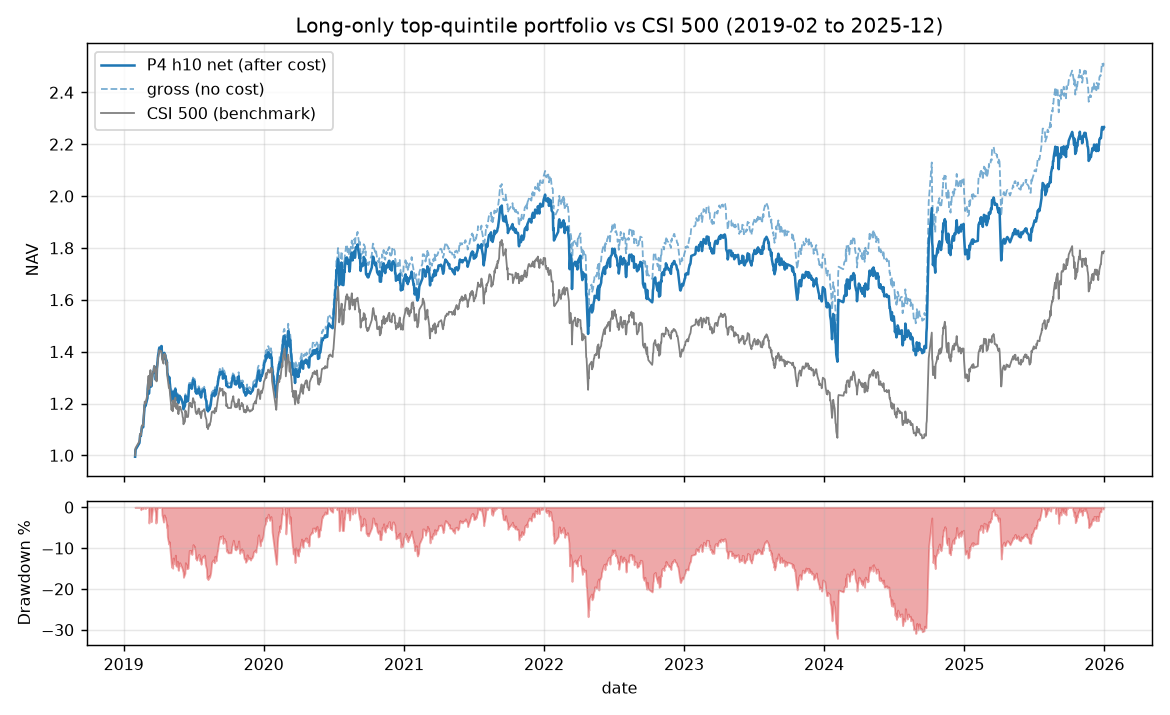 Long-only top-quintile portfolio vs CSI 500 (2019-02 to 2025-12)
P4 h10 net (after cost)
gross (no cost)
CSI 500 (benchmark)
NAV
2.4
2.2
2.0
1.8
1.6
1.4
1.2
1.0
Drawdown %
0
−10
−20
−30
2019 2020 2021 2022 2023 2024 2025 2026
date